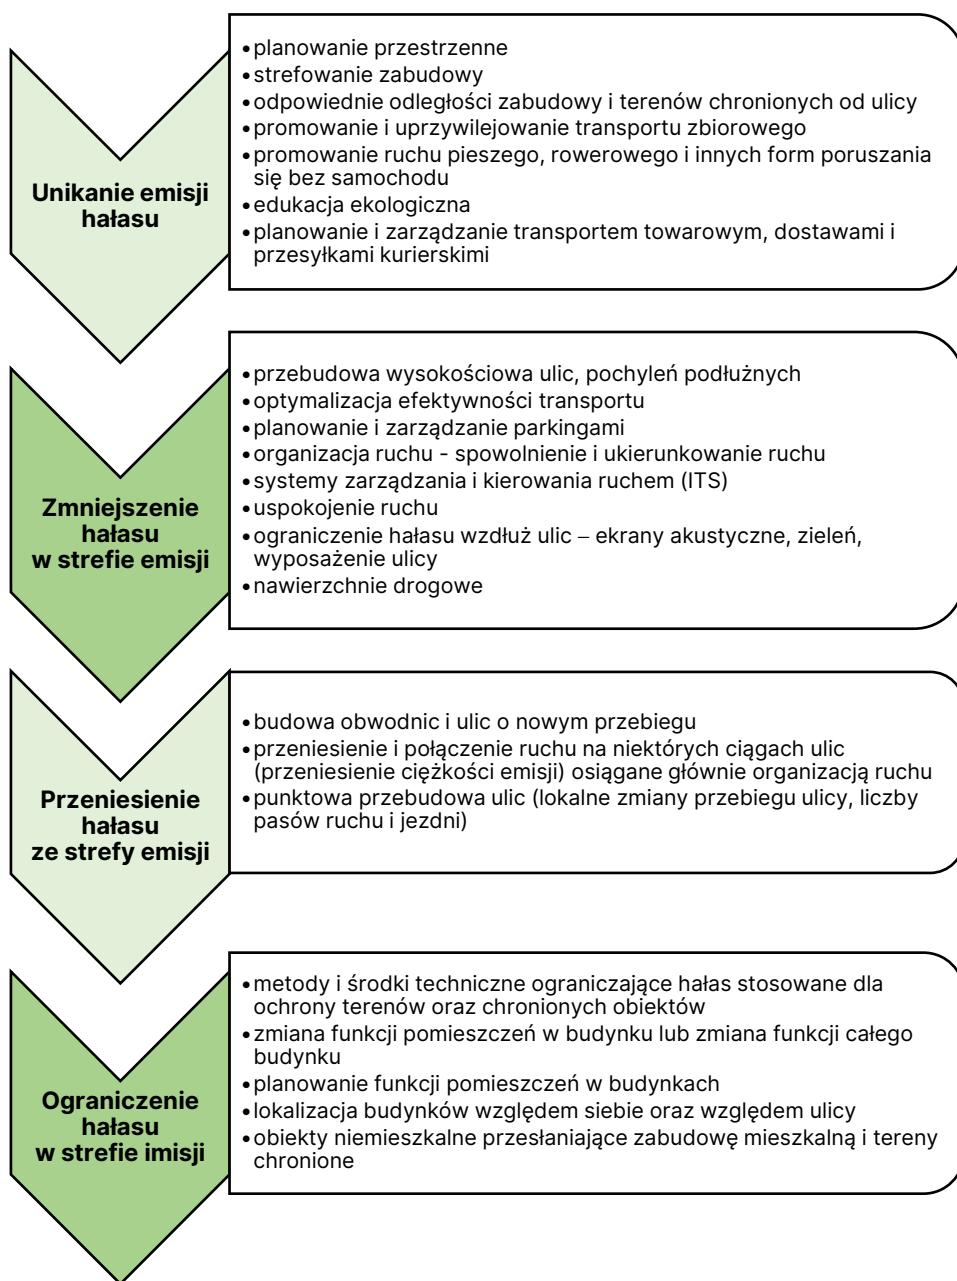 Unikanie emisji
hałasu
•planowanie przestrzenne
•strefowanie zabudowy
•odpowiednie odległości zabudowy i terenów chronionych od ulicy
•promowanie i uprzywilejowanie transportu zbiorowego
•promowanie ruchu pieszego, rowerowego i innych form poruszania
się bez samochodu
•edukacja ekologiczna
•planowanie i zarządzanie transportem towarowym, dostawami i
przesyłkami kurierskimi
Zmniejszenie
hałasu
w strefie emisji
•przebudowa wysokościowa ulic, pochyleń podłużnych
•optymalizacja efektywności transportu
•planowanie i zarządzanie parkingami
•organizacja ruchu - spowolnienie i ukierunkowanie ruchu
•systemy zarządzania i kierowania ruchem (ITS)
•uspokojenie ruchu
•ograniczenie hałasu wzdłuż ulic – ekrany akustyczne, zieleń,
wyposażenie ulicy
•nawierzchnie drogowe
Przeniesienie
hałasu
ze strefy emisji
•budowa obwodnic i ulic o nowym przebiegu
•przeniesienie i połączenie ruchu na niektórych ciągach ulic
(przeniesienie ciężkości emisji) osiągane głównie organizacją ruchu
•punktowa przebudowa ulic (lokalne zmiany przebiegu ulicy, liczby
pasów ruchu i jezdni)
Ograniczenie
hałasu
w strefie imisji
•metody i środki techniczne ograniczające hałas stosowane dla
ochrony terenów oraz chronionych obiektów
•zmiana funkcji pomieszczeń w budynku lub zmiana funkcji całego
budynku
•planowanie funkcji pomieszczeń w budynkach
•lokalizacja budynków względem siebie oraz względem ulicy
•obiekty niemieszkalne przesłaniające zabudowę mieszkalną i tereny
chronione